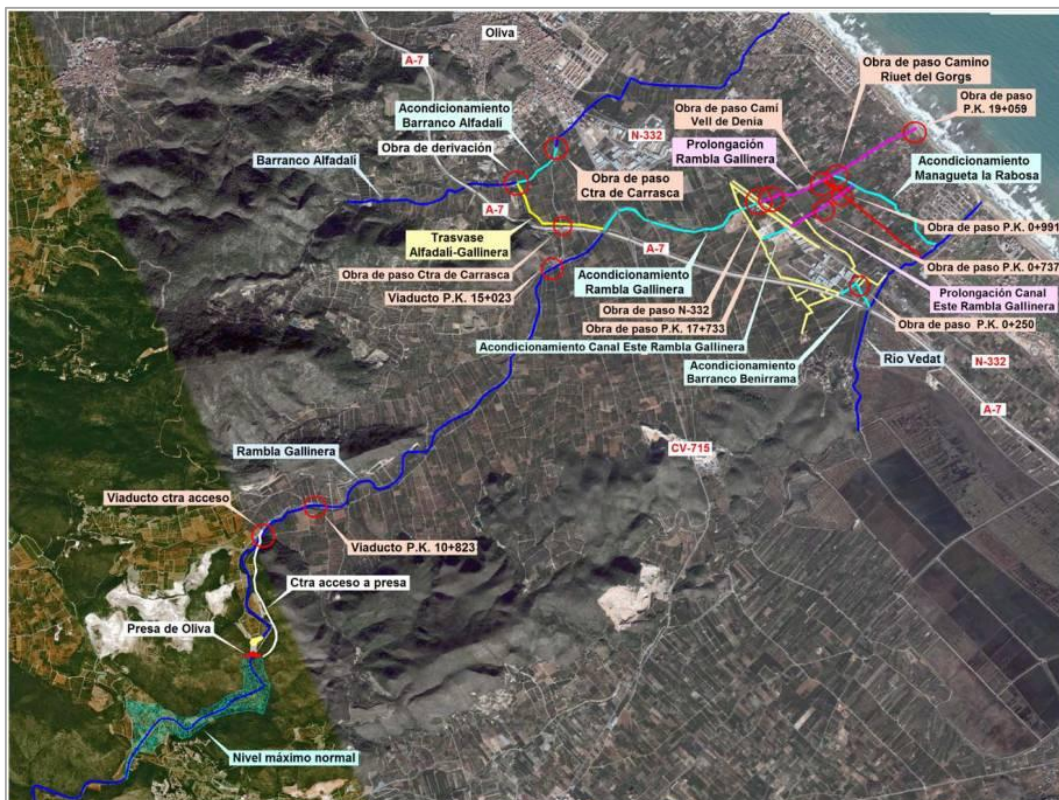 Oliva
A-7
Obra de paso Camino
Riuet del Gorgs
Obra de paso
P.K. 19+059
Obra de paso Camí
Vell de Denia
Acondicionamiento
Barranco Alfadali
N-332
Obra de derivación
Prolongación
Rambla Gallinera
Barranco Alfadalí
Acondicionamiento
Managueta la Rabosa
Obra de paso
Ctra de Carrasca
A-7
Trasvase
Alfadalí-Gallinera
A-7
Obra de paso P.K. 0+991
Obra de paso Ctra de Carrasca
Acondicionamiento
Rambla Gallinera
Obra de paso P.K. 0+737
Viaducto P.K. 15+023
Prolongación Canal
Este Rambla Gallinera
Obra de paso N-332
Obra de paso P.K. 17+733
Obra de paso P.K. 0+250
Acondicionamiento Canal Este Rambla Gallinera
Acondicionamiento
Barranco Benirrama
Río Vedat
N-332
A-7
CV-715
Rambla Gallinera
Viaducto ctra acceso
Viaducto P.K. 10+823
Ctra acceso a presa
Presa de Oliva
Nivel máximo normal